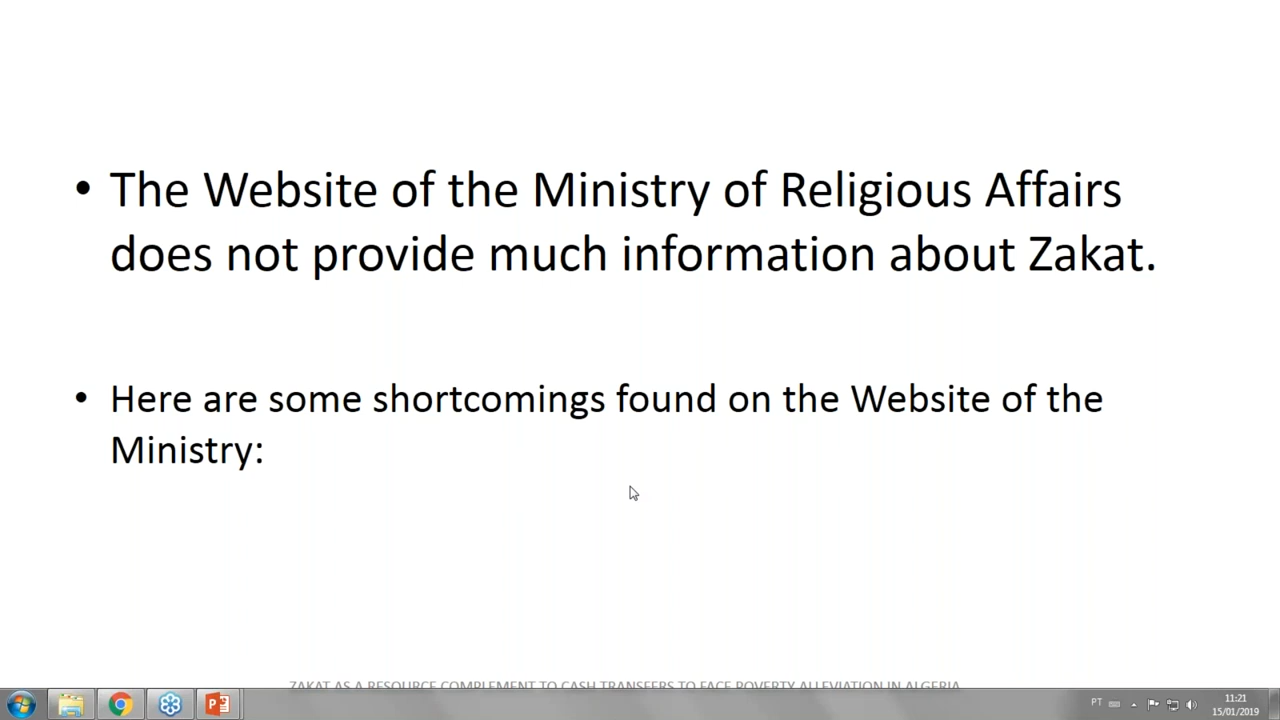 • The Website of the Ministry of Religious Affairs
does not provide much information about Zakat.
• Here are some shortcomings found on the Website of the
Ministry:
ZAKAT AS A RESOURCE COMPLEMENT TO CASH TRANSFERS TO FACE POVERTY ALLEVIATION IN ALGERIA
PT
11:21
15/01/2019